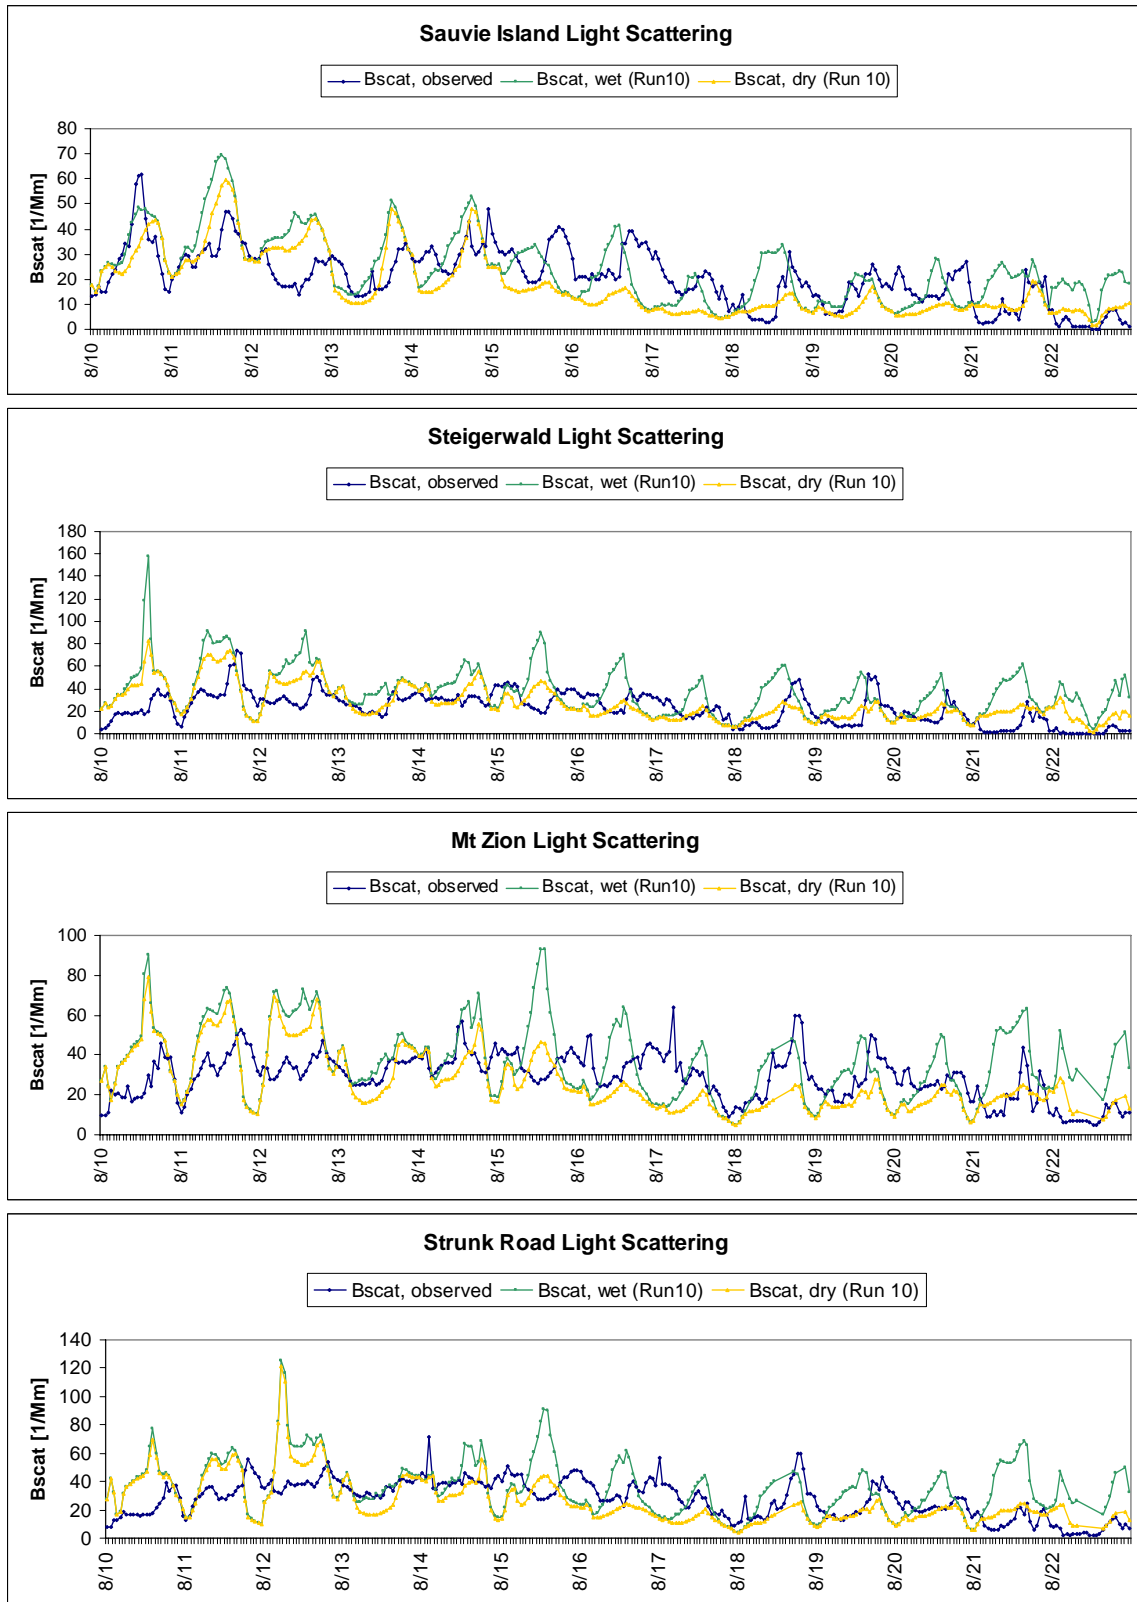 Sauvie Island Light Scattering
Bscat, observed Bscat, wet (Run10) Bscat, dry (Run 10)
Bscat [1/Mm]
80
70
60
50
40
30
20
10
0
8/10 8/11 8/12 8/13 8/14 8/15 8/16 8/17 8/18 8/19 8/20 8/21 8/22
Steigerwald Light Scattering
Bscat, observed Bscat, wet (Run10) Bscat, dry (Run 10)
Bscat [1/Mm]
180
160
140
120
100
80
60
40
20
0
8/10 8/11 8/12 8/13 8/14 8/15 8/16 8/17 8/18 8/19 8/20 8/21 8/22
Mt Zion Light Scattering
Bscat, observed Bscat, wet (Run10) Bscat, dry (Run 10)
Bscat [1/Mm]
100
80
60
40
20
0
8/10 8/11 8/12 8/13 8/14 8/15 8/16 8/17 8/18 8/19 8/20 8/21 8/22
Strunk Road Light Scattering
Bscat, observed Bscat, wet (Run10) Bscat, dry (Run 10)
Bscat [1/Mm]
140
120
100
80
60
40
20
0
8/10 8/11 8/12 8/13 8/14 8/15 8/16 8/17 8/18 8/19 8/20 8/21 8/22